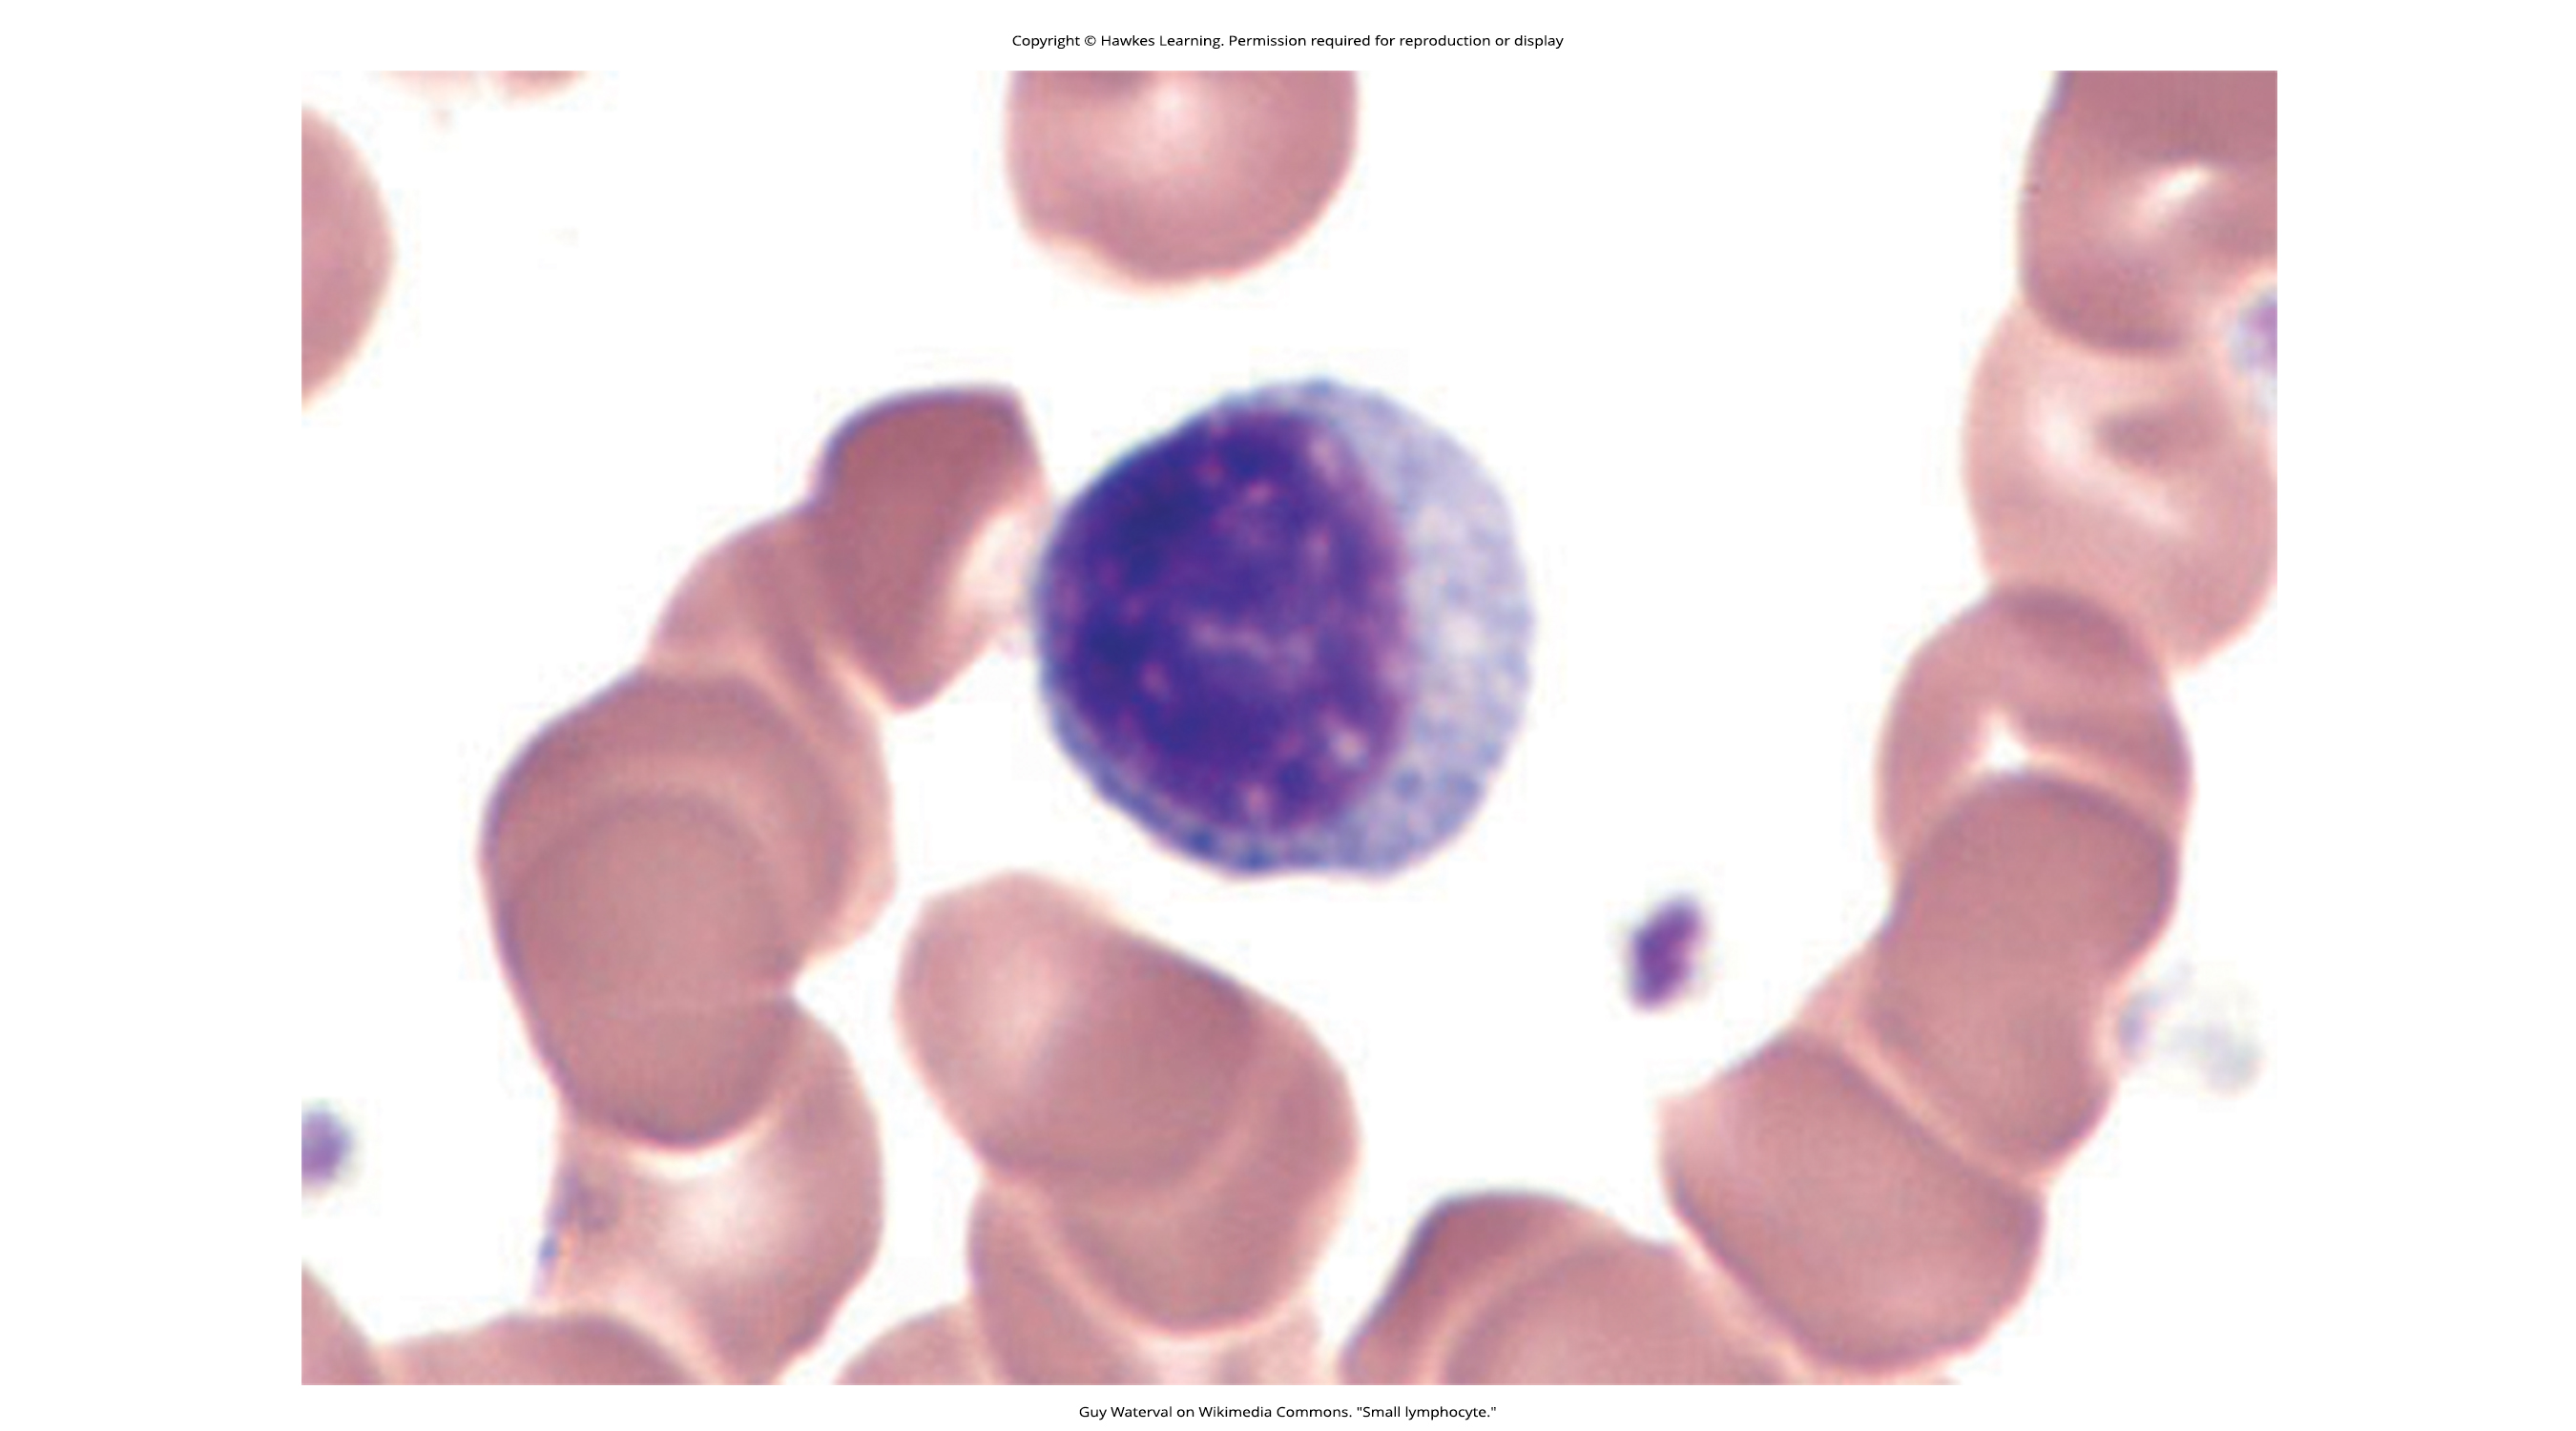 Copyright © Hawkes Learning. Permission required for reproduction or display
Guy Waterval on Wikimedia Commons. "Small lymphocyte."